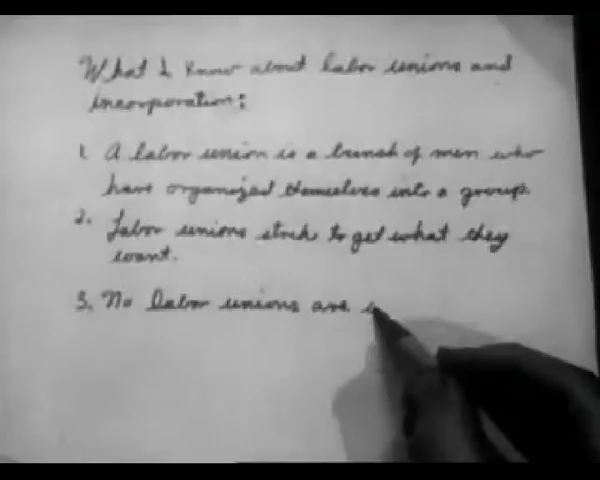 What I know about labor unions and
incorporation:
1. A labor union is a bunch of men who
have organized themselves into a group.
2. Labor unions strike to get what they
want.
3. No labor unions are i